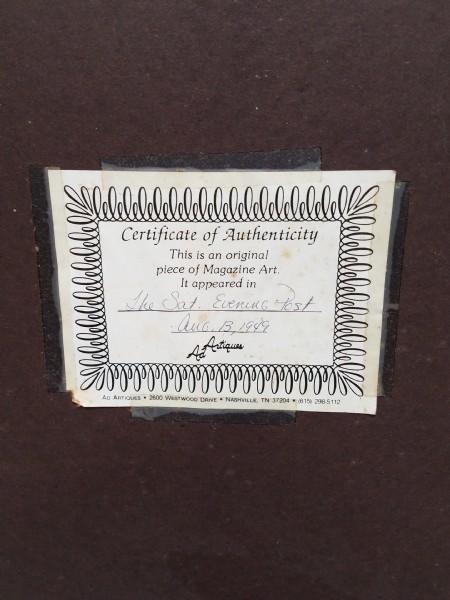 Certificate of Authenticity
This is an original
piece of Magazine Art.
It appeared in
The Sat. Evening Post
Aug. 13, 1949
Ad Antiques
AD ANTIQUES • 2600 WESTWOOD DRIVE • NASHVILLE, TN 37204 • (615) 298-5112